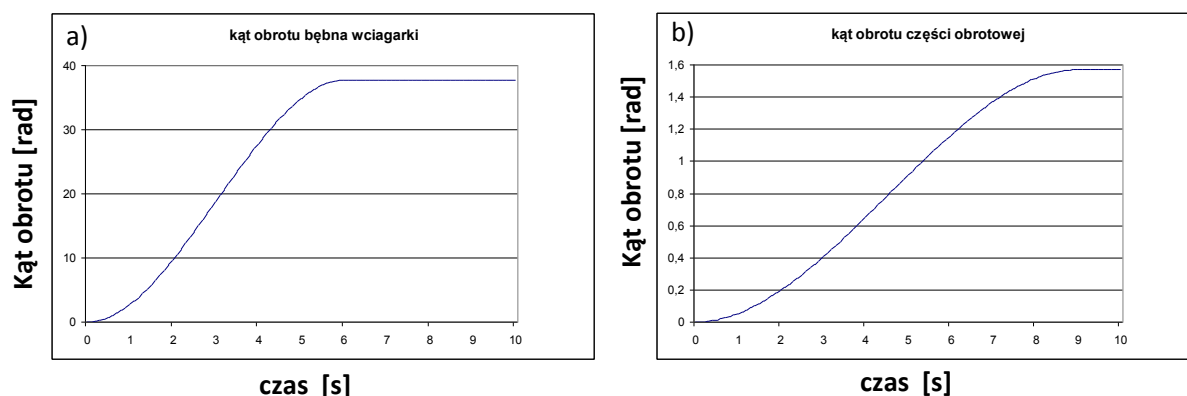 a)
kąt obrotu bębna wciagarki
Kąt obrotu [rad]
40
30
20
10
0
0 1 2 3 4 5 6 7 8 9 10
czas [s]
b)
kąt obrotu części obrotowej
Kąt obrotu [rad]
1,6
1,4
1,2
1
0,8
0,6
0,4
0,2
0
0 1 2 3 4 5 6 7 8 9 10
czas [s]